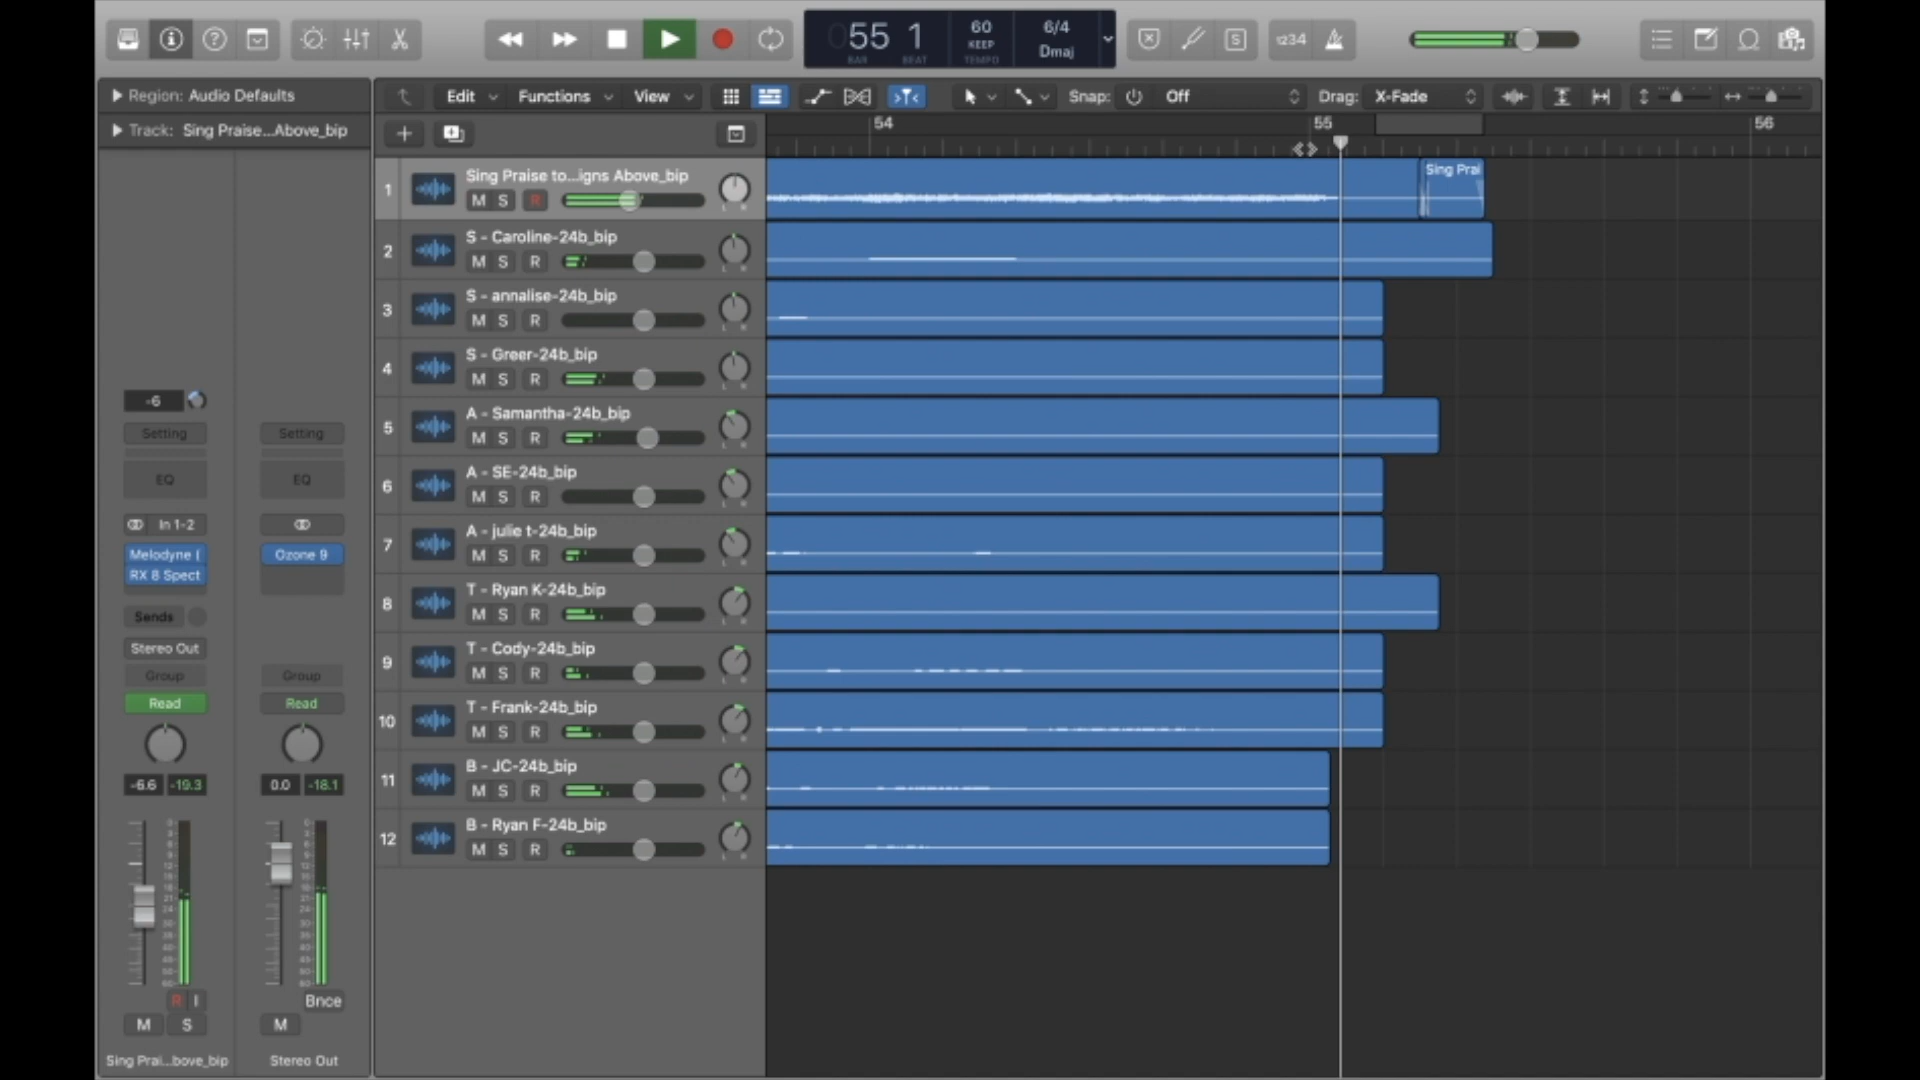 55 1
BAR BEAT
60
KEEP
TEMPO
6/4
Dmaj
S
1234
Region: Audio Defaults
Track: Sing Praise...Above_bip
Edit Functions View Snap: Off Drag: X-Fade
54 55 56
1 Sing Praise to...igns Above_bip
M S R
Sing Prai
2 S - Caroline-24b_bip
M S R
3 S - annalise-24b_bip
M S R
4 S - Greer-24b_bip
M S R
5 A - Samantha-24b_bip
M S R
6 A - SE-24b_bip
M S R
7 A - julie t-24b_bip
M S R
8 T - Ryan K-24b_bip
M S R
9 T - Cody-24b_bip
M S R
10 T - Frank-24b_bip
M S R
11 B - JC-24b_bip
M S R
12 B - Ryan F-24b_bip
M S R
-6
Setting Setting
EQ EQ
In 1-2
Melodyne (
Ozone 9
RX 8 Spect
Sends
Stereo Out
Group Group
Read Read
-6.6 -19.3 0.0 -18.1
R I Bnce
M S M
Sing Prai...bove_bip Stereo Out